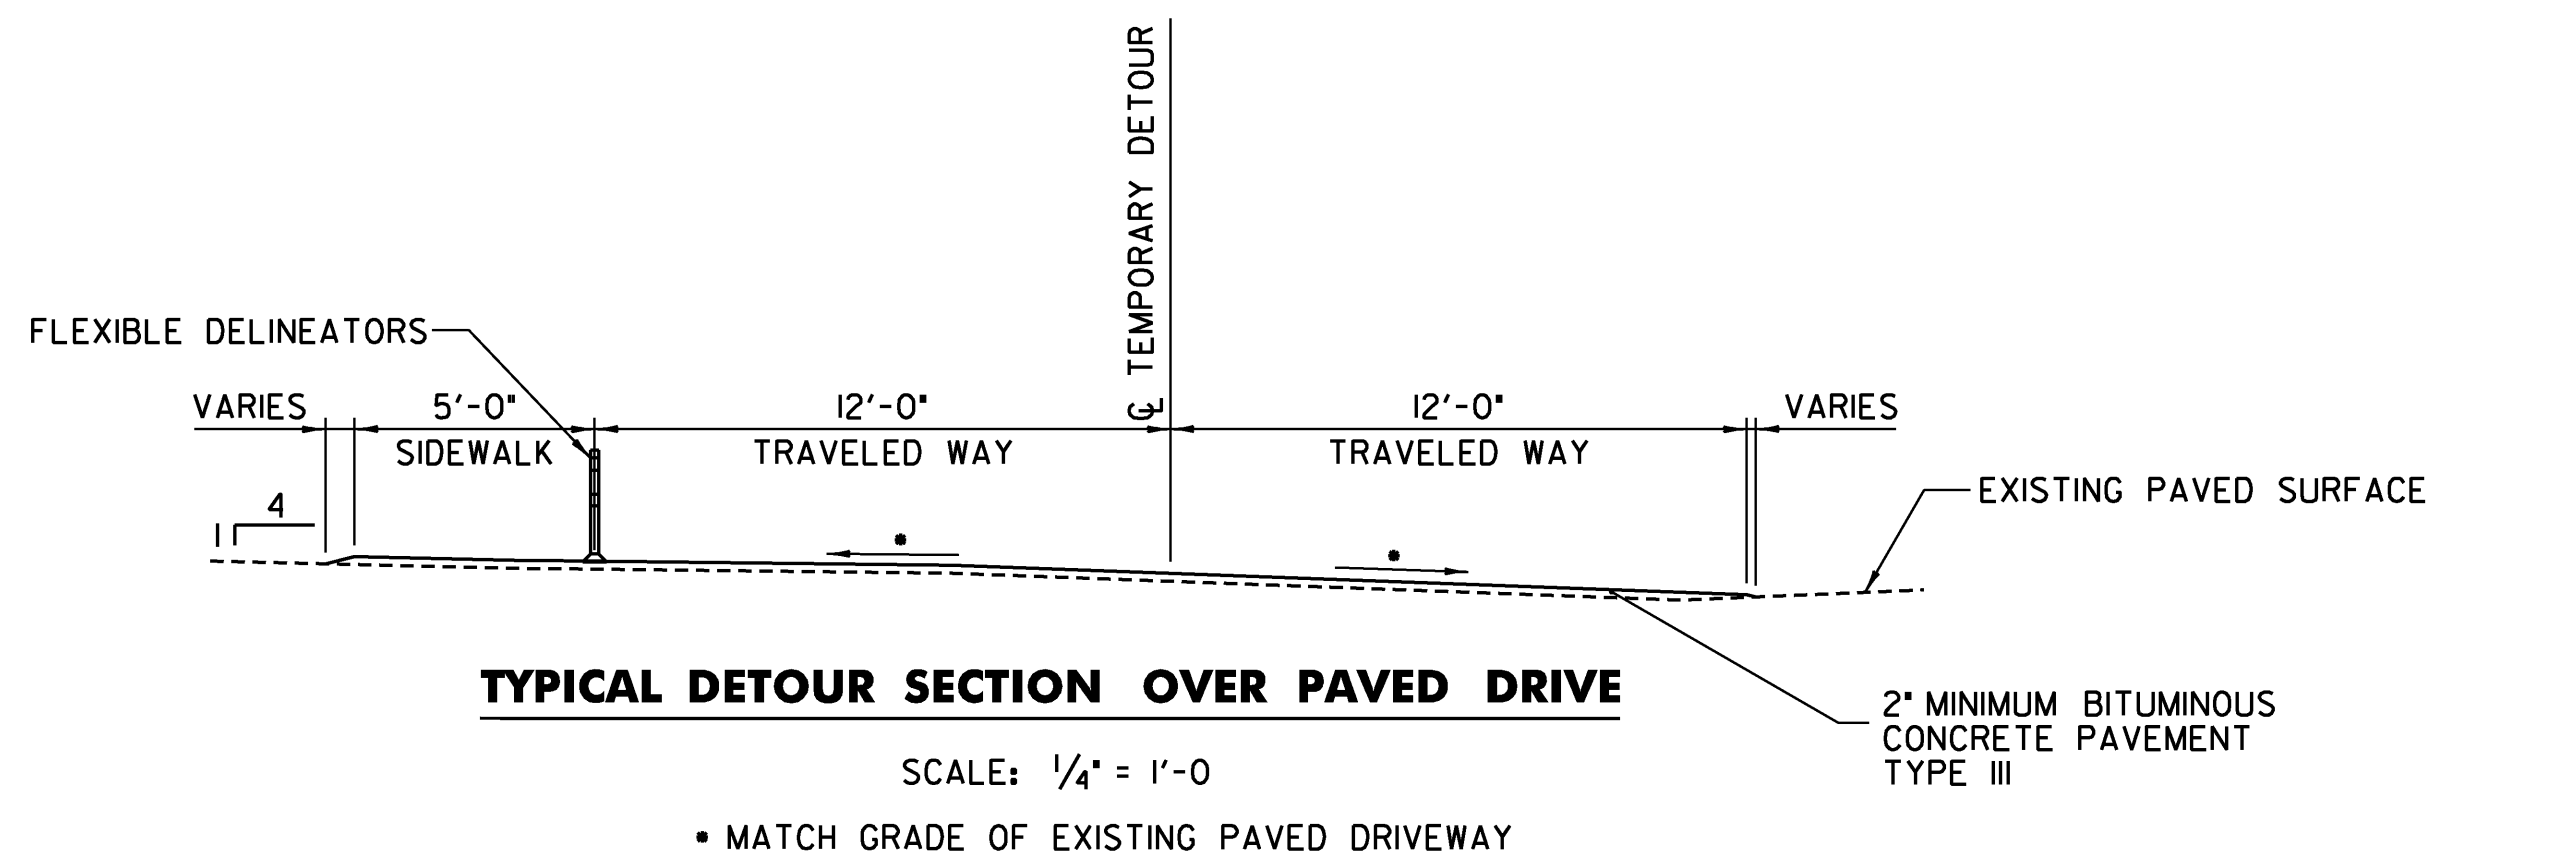 ℄ TEMPORARY DETOUR
FLEXIBLE DELINEATORS
VARIES
5'-0"
12'-0"
12'-0"
VARIES
SIDEWALK
TRAVELED WAY
TRAVELED WAY
4
1
*
*
EXISTING PAVED SURFACE
TYPICAL DETOUR SECTION OVER PAVED DRIVE
2" MINIMUM BITUMINOUS
CONCRETE PAVEMENT
TYPE III
SCALE: 1/4" = 1'-0
* MATCH GRADE OF EXISTING PAVED DRIVEWAY